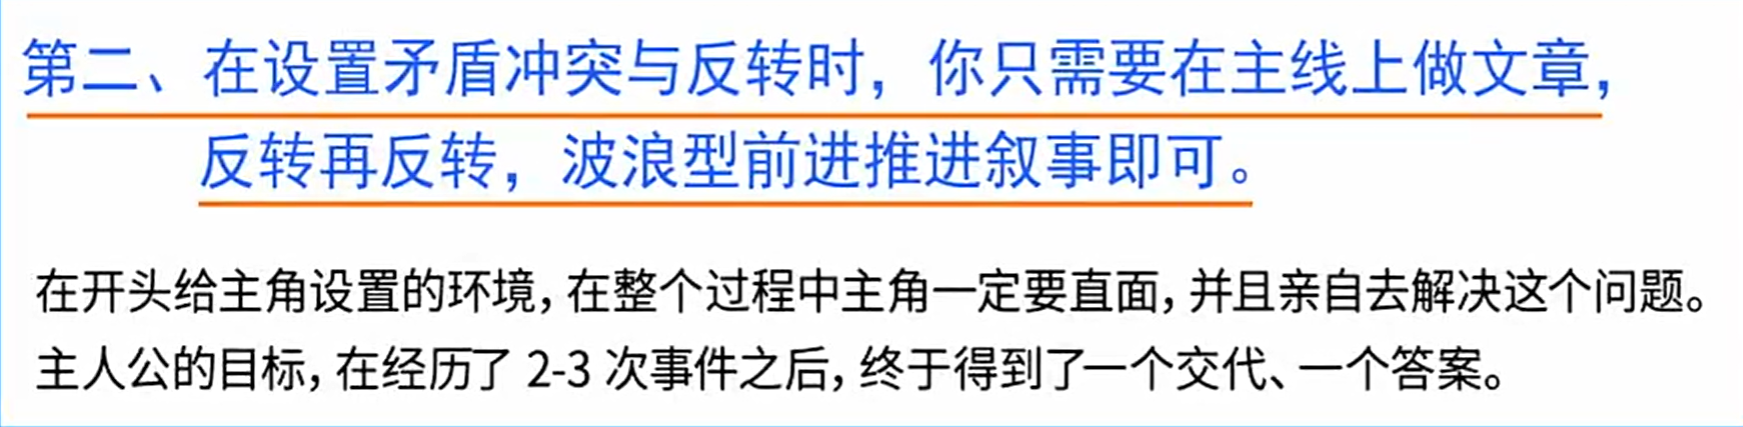 第二、在设置矛盾冲突与反转时，你只需要在主线上做文章，
反转再反转，波浪型前进推进叙事即可。
在开头给主角设置的环境，在整个过程中主角一定要直面，并且亲自去解决这个问题。
主人公的目标，在经历了 2-3 次事件之后，终于得到了一个交代、一个答案。